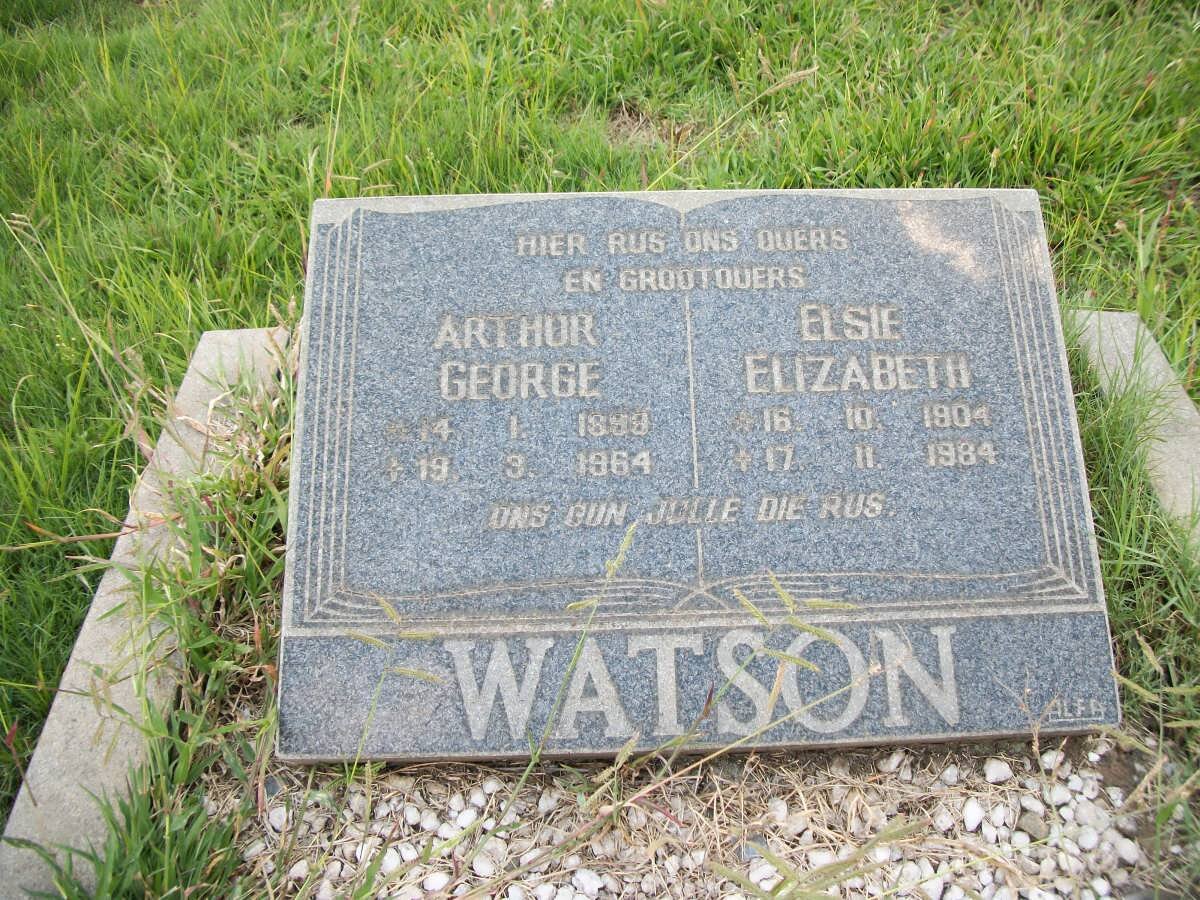 HIER RUS ONS OUERS
EN GROOTOUERS
ARTHUR
GEORGE
* 14. 1.
+ 19. 3. 1964
ELSIE
ELIZABETH
* 16. 10. 1904
+ 17. 11. 1984
ONS GUN JULLE DIE RUS.
WATSON
ALFA